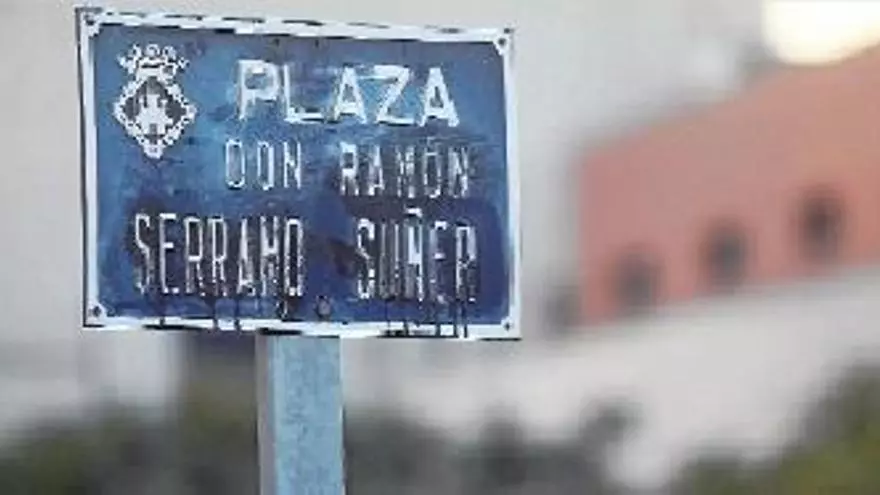 PLAZA
DON RAMÓN
SERRANO SUÑER